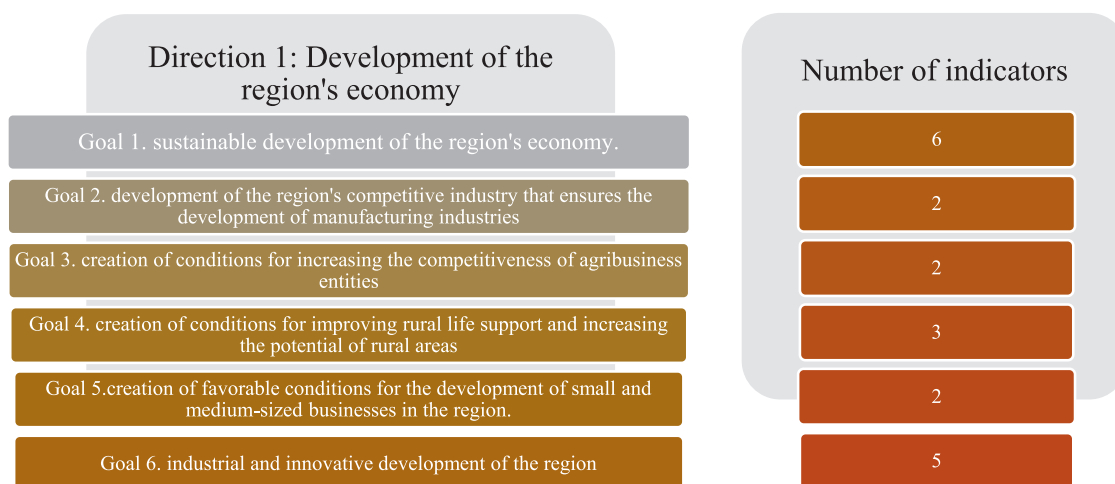 Direction 1: Development of the
region's economy
Goal 1. sustainable development of the region's economy.
Goal 2. development of the region's competitive industry that ensures the
development of manufacturing industries
Goal 3. creation of conditions for increasing the competitiveness of agribusiness
entities
Goal 4. creation of conditions for improving rural life support and increasing
the potential of rural areas
Goal 5.creation of favorable conditions for the development of small and
medium-sized businesses in the region.
Goal 6. industrial and innovative development of the region
Number of indicators
6
2
2
3
2
5